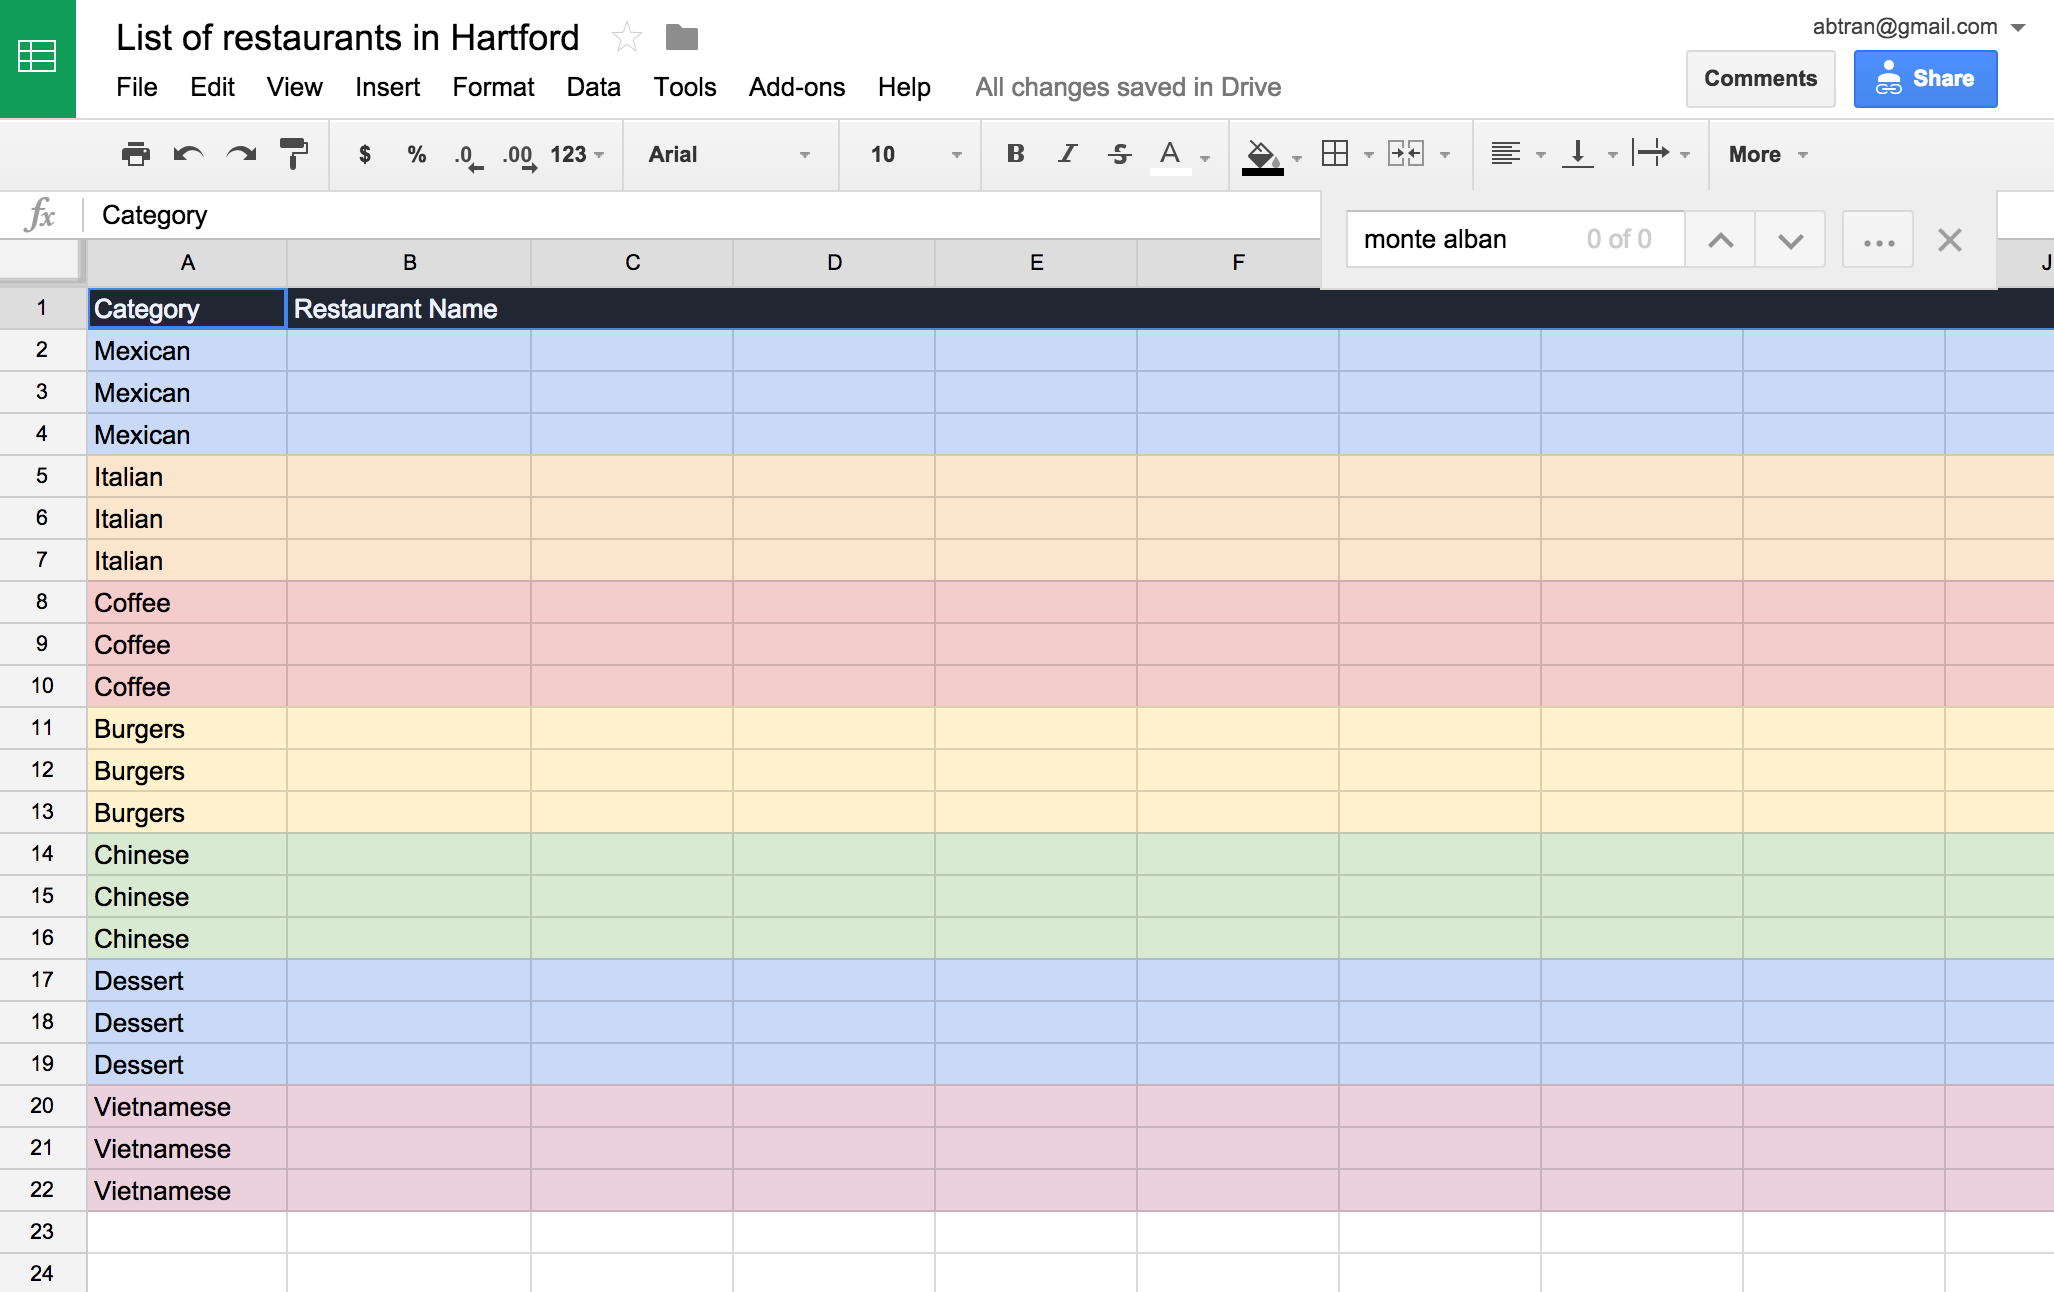 List of restaurants in Hartford
abtran@gmail.com
File Edit View Insert Format Data Tools Add-ons Help All changes saved in Drive
Comments Share
$ % .0 .00 123 Arial 10 B I S A More
fx Category
monte alban 0 of 0
A B C D E F J
1 Category Restaurant Name
2 Mexican
3 Mexican
4 Mexican
5 Italian
6 Italian
7 Italian
8 Coffee
9 Coffee
10 Coffee
11 Burgers
12 Burgers
13 Burgers
14 Chinese
15 Chinese
16 Chinese
17 Dessert
18 Dessert
19 Dessert
20 Vietnamese
21 Vietnamese
22 Vietnamese
23
24